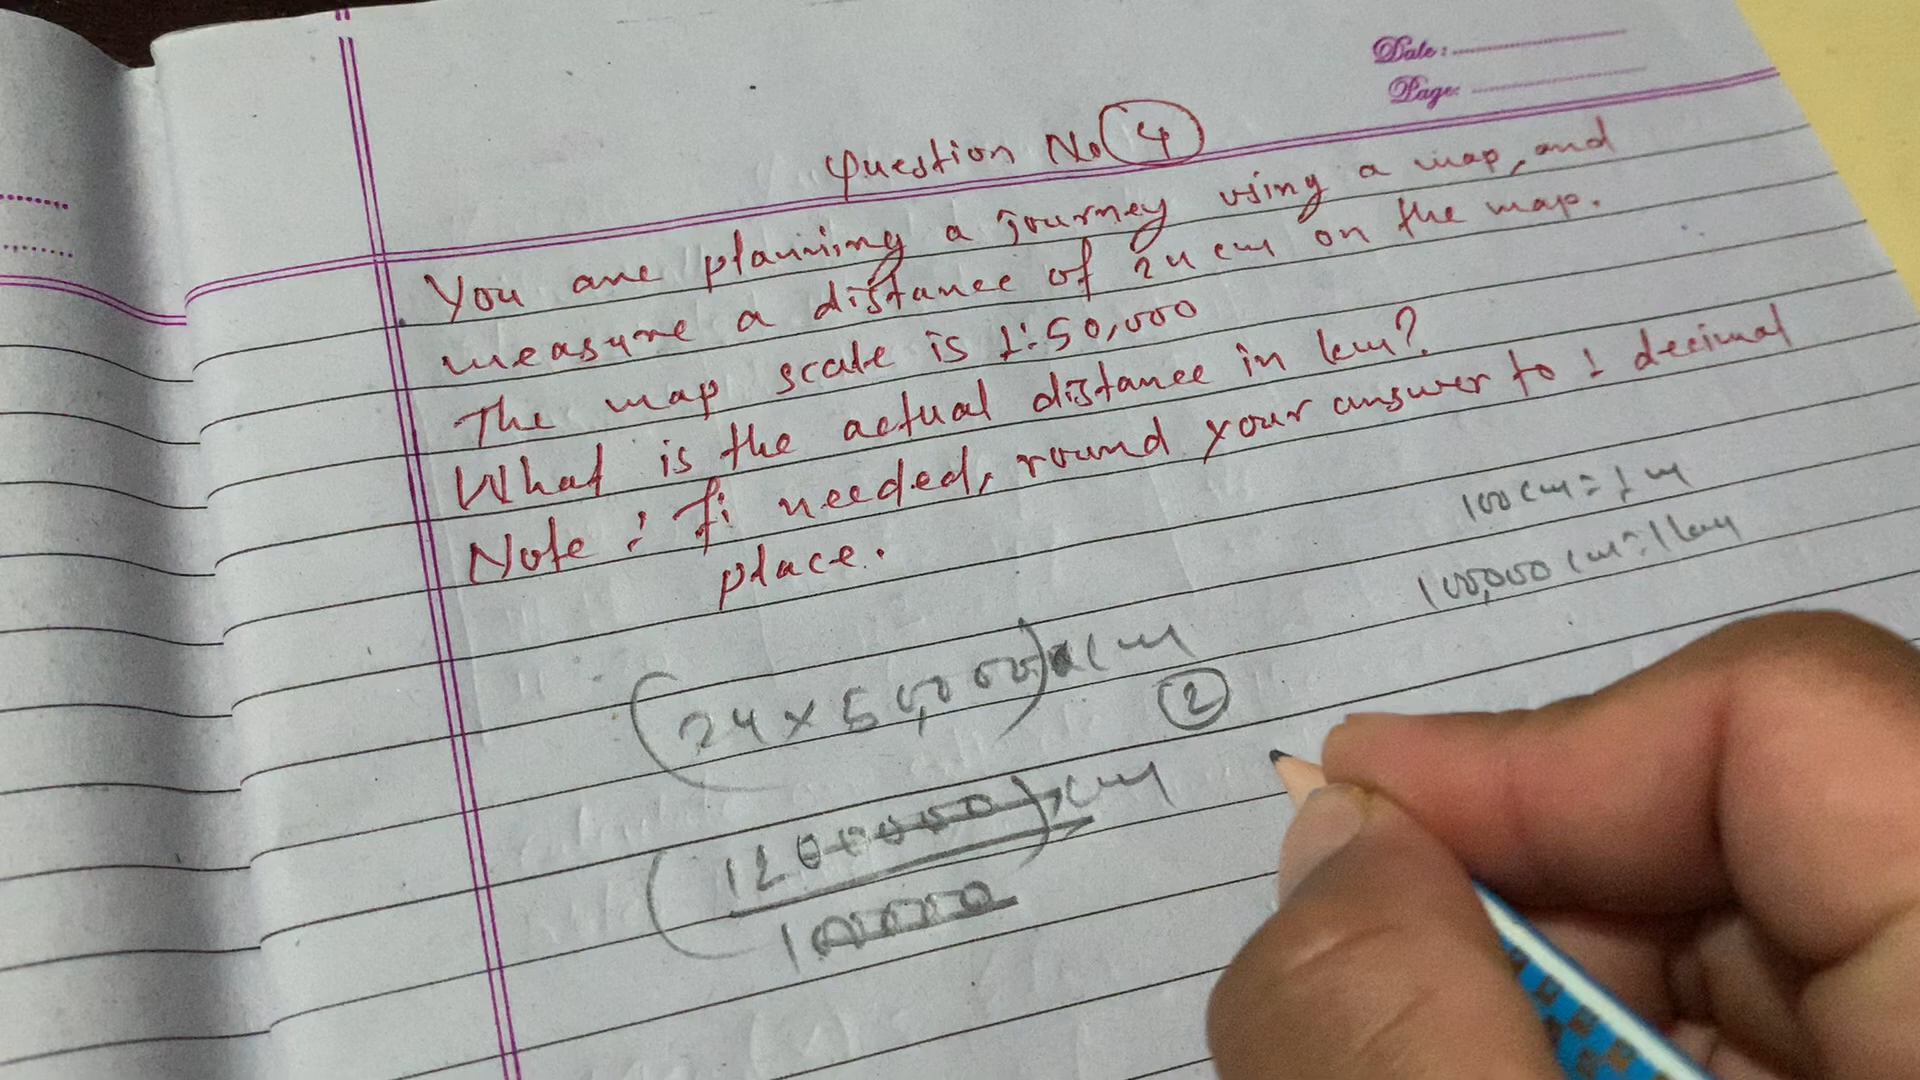 Date:
Page:
Question No 4
You are planning a journey using a map, and
measure a distance of 24 cm on the map.
The map scale is 1:50,000
What is the actual distance in km?
Note: If needed, round your answer to 1 decimal
place.
100 cm = 1 m
100,000 cm = 1 km
(24 × 50,000) cm
2
(1200000) cm
100000